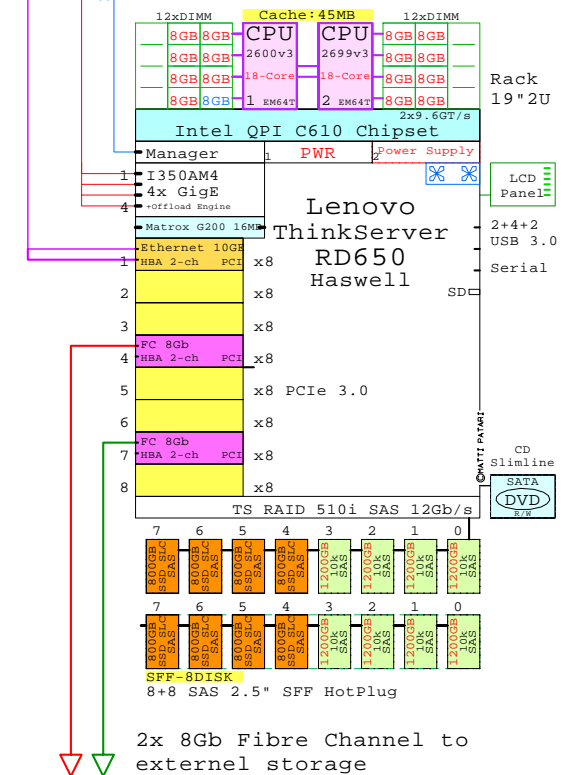 12xDIMM Cache:45MB 12xDIMM
8GB 8GB CPU CPU 8GB 8GB
8GB 8GB 2600v3 2699v3 8GB 8GB
8GB 8GB 18-Core 18-Core 8GB 8GB
8GB 8GB 1 EM64T 2 EM64T 8GB 8GB
Rack
19"2U
2x9.6GT/s
Intel QPI C610 Chipset
Manager 1 PWR 2 Power Supply
1 I350AM4
4x GigE
4 +Offload Engine
LCD
Panel
Matrox G200 16MB
Lenovo
ThinkServer
RD650
Haswell
2+4+2
USB 3.0
Serial
SD
Ethernet 10GE
1 HBA 2-ch PCI x8
2 x8
3 x8
FC 8Gb
4 HBA 2-ch PCI x8
5 x8 PCIe 3.0
6 x8
FC 8Gb
7 HBA 2-ch PCI x8
8 x8
©MATTI PATARI
CD
Slimline
SATA
DVD
R/W
TS RAID 510i SAS 12Gb/s
7 6 5 4 3 2 1 0
800GB SSD SLC SAS
800GB SSD SLC SAS
800GB SSD SLC SAS
800GB SSD SLC SAS
1200GB 10k SAS
1200GB 10k SAS
1200GB 10k SAS
1200GB 10k SAS
7 6 5 4 3 2 1 0
800GB SSD SLC SAS
800GB SSD SLC SAS
800GB SSD SLC SAS
800GB SSD SLC SAS
1200GB 10k SAS
1200GB 10k SAS
1200GB 10k SAS
1200GB 10k SAS
SFF-8DISK
8+8 SAS 2.5" SFF HotPlug
2x 8Gb Fibre Channel to
externel storage